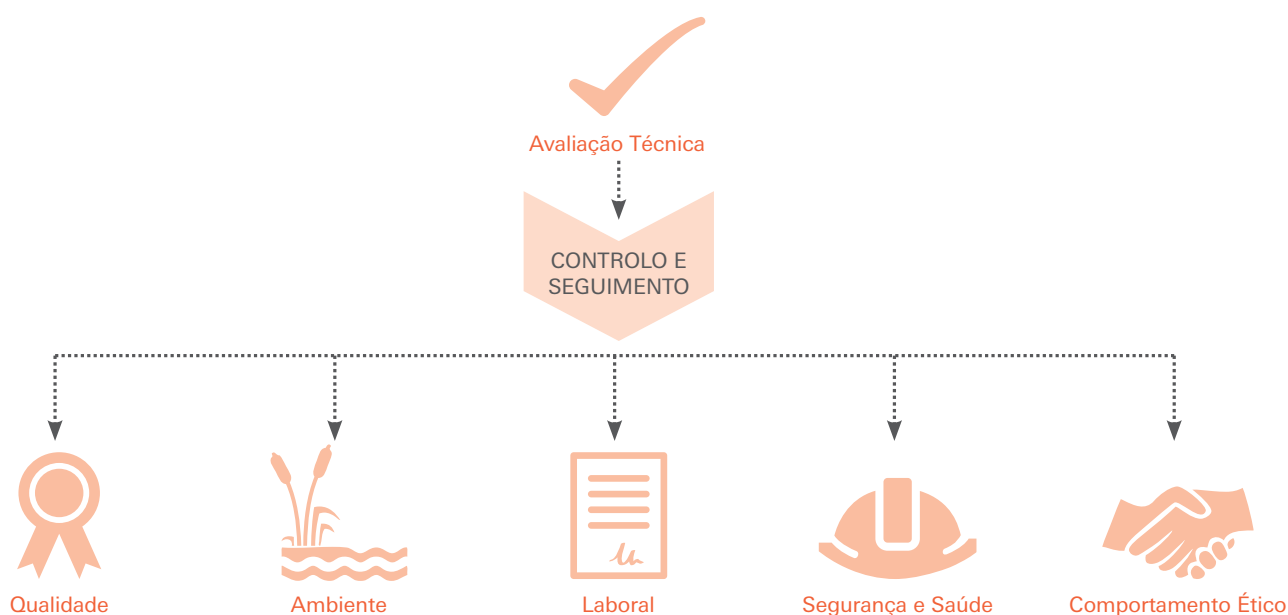 Avaliação Técnica
CONTROLO E
SEGUIMENTO
Qualidade
Ambiente
Laboral
Segurança e Saúde
Comportamento Ético